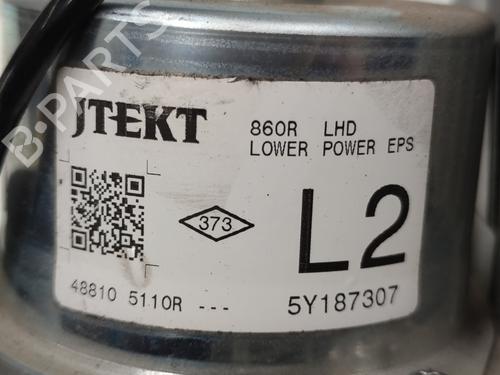 JTEKT
860R LHD
LOWER POWER EPS
373
L2
48810 5110R ---
5Y187307
B-PARTS